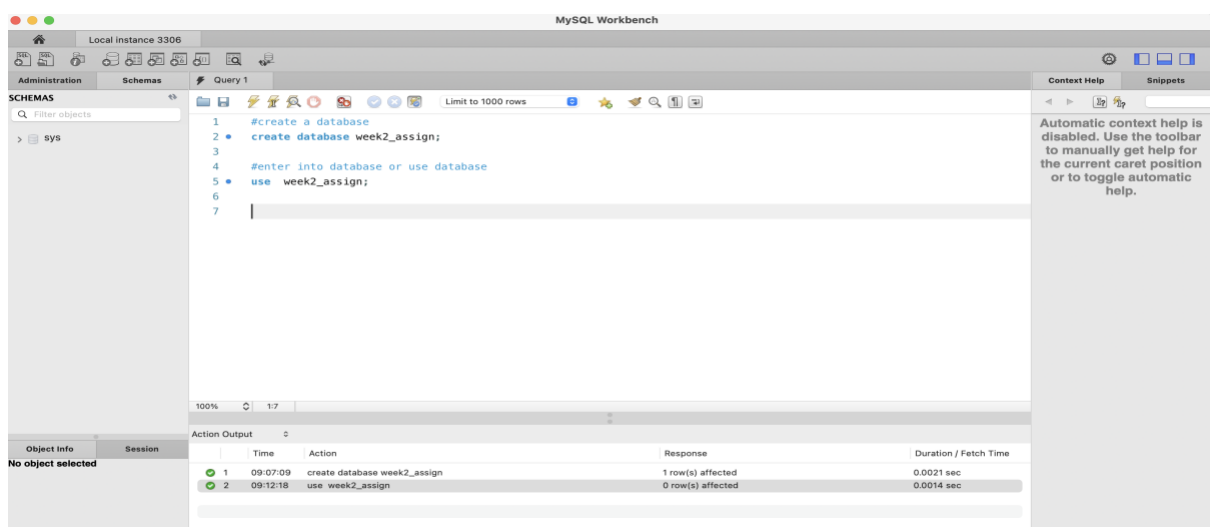 MySQL Workbench
Local instance 3306
Administration Schemas Query 1 Context Help Snippets
SCHEMAS
Filter objects
sys
Limit to 1000 rows
1 #create a database
2 create database week2_assign;
3
4 #enter into database or use database
5 use week2_assign;
6
7
Automatic context help is
disabled. Use the toolbar
to manually get help for
the current caret position
or to toggle automatic
help.
100% 1:7
Action Output
Object Info Session
No object selected
Time Action Response Duration / Fetch Time
1 09:07:09 create database week2_assign 1 row(s) affected 0.0021 sec
2 09:12:18 use week2_assign 0 row(s) affected 0.0014 sec